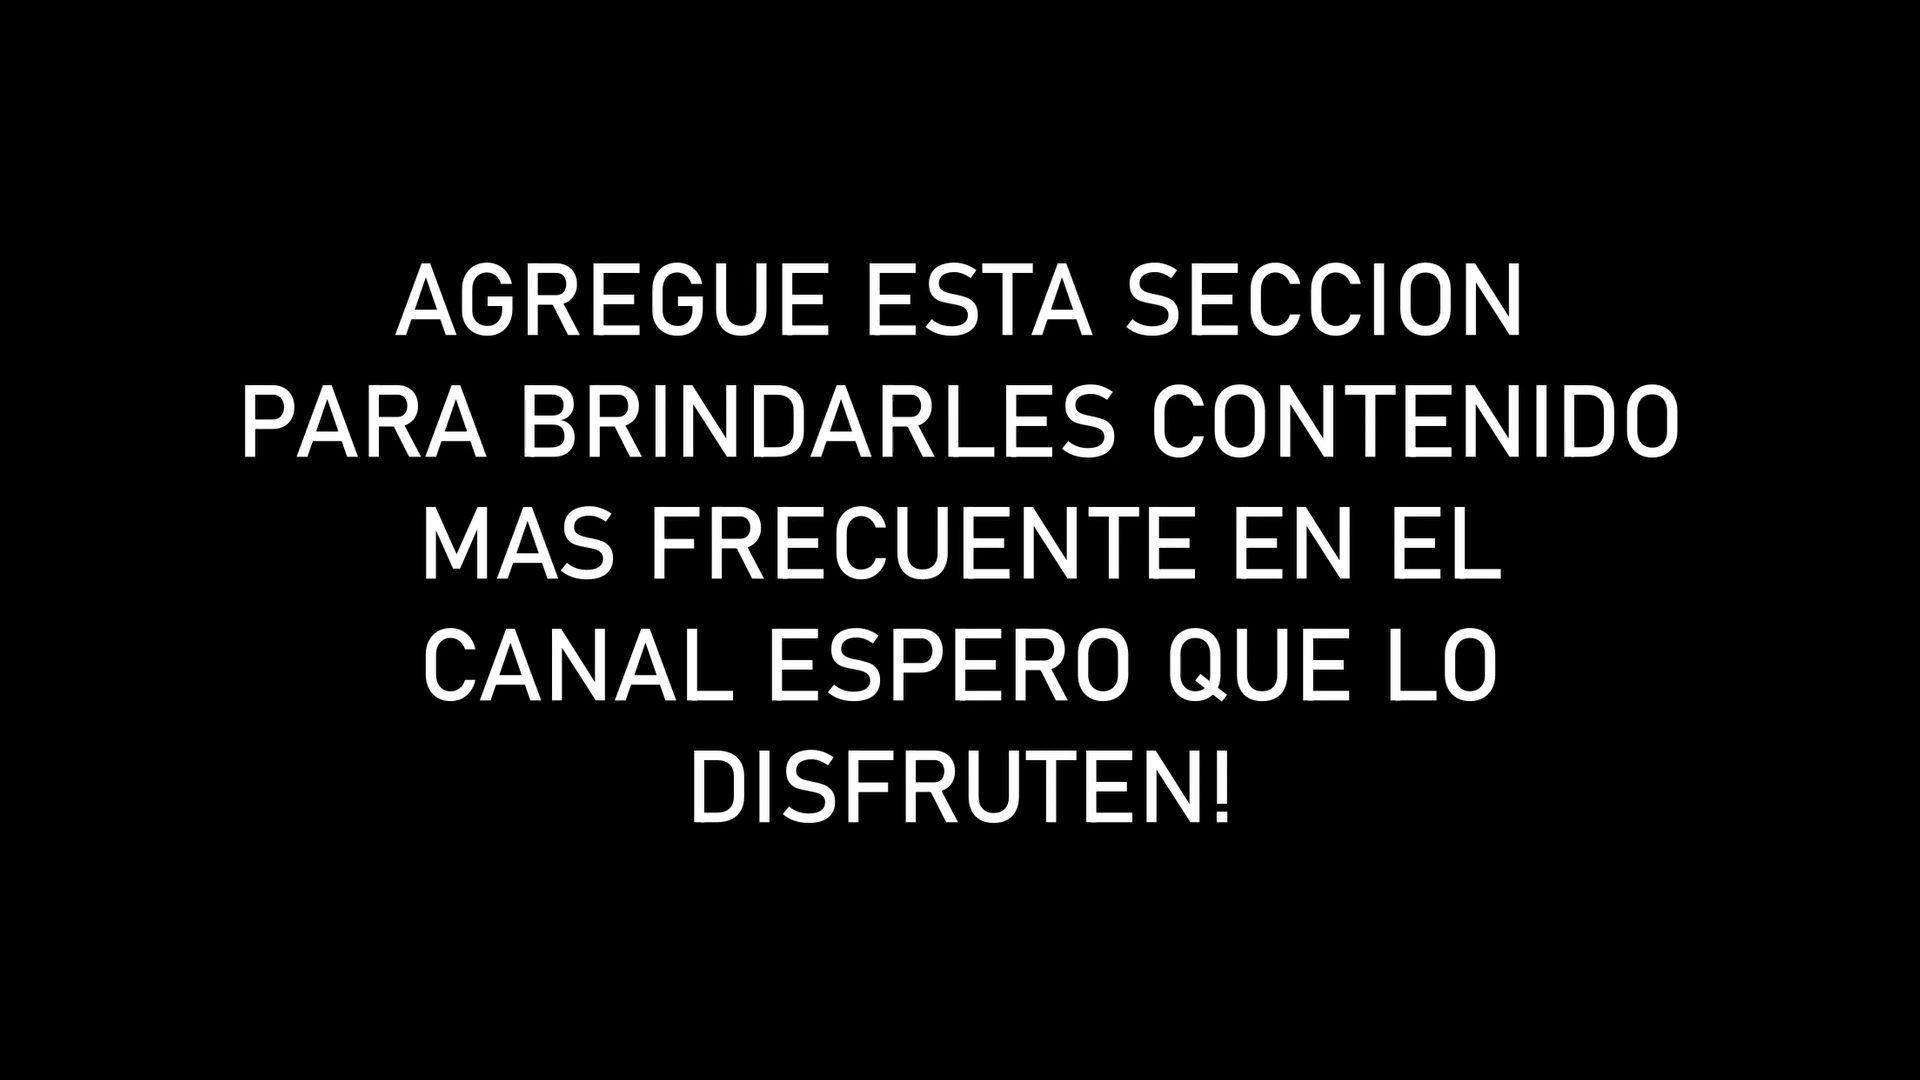 AGREGUE ESTA SECCION
PARA BRINDARLES CONTENIDO
MAS FRECUENTE EN EL
CANAL ESPERO QUE LO
DISFRUTEN!